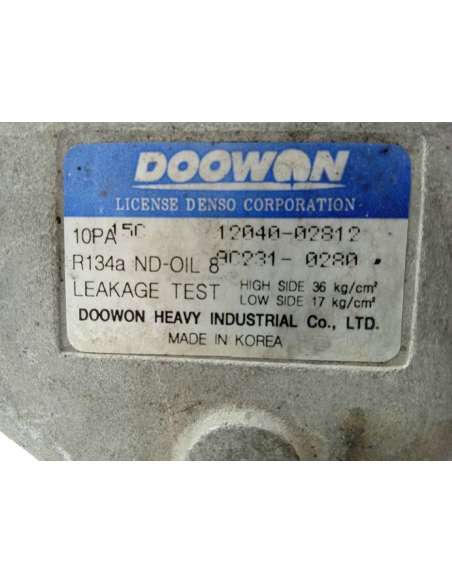 DOOWON
LICENSE DENSO CORPORATION
10PA15C 12040-02812
R134a ND-OIL 8 9C231-0280
LEAKAGE TEST HIGH SIDE 36 kg/cm²
LOW SIDE 17 kg/cm²
DOOWON HEAVY INDUSTRIAL Co., LTD.
MADE IN KOREA